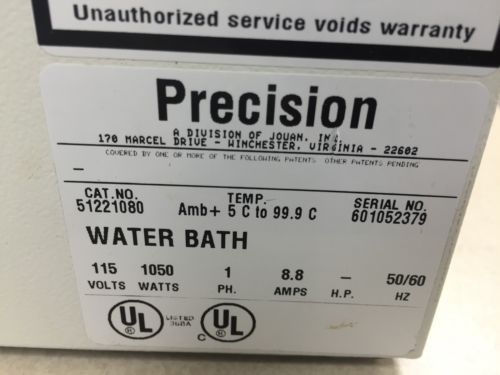 Unauthorized service voids warranty
Precision
A DIVISION OF JOUAN, INC.
170 MARCEL DRIVE - WINCHESTER, VIRGINIA - 22602
COVERED BY ONE OR MORE OF THE FOLLOWING PATENTS OTHER PATENTS PENDING
–
CAT.NO. TEMP. SERIAL NO.
51221080 Amb+ 5 C to 99.9 C 601052379
WATER BATH
115 1050 1 8.8 – 50/60
VOLTS WATTS PH. AMPS H.P. HZ
UL ® LISTED 368A C UL ®